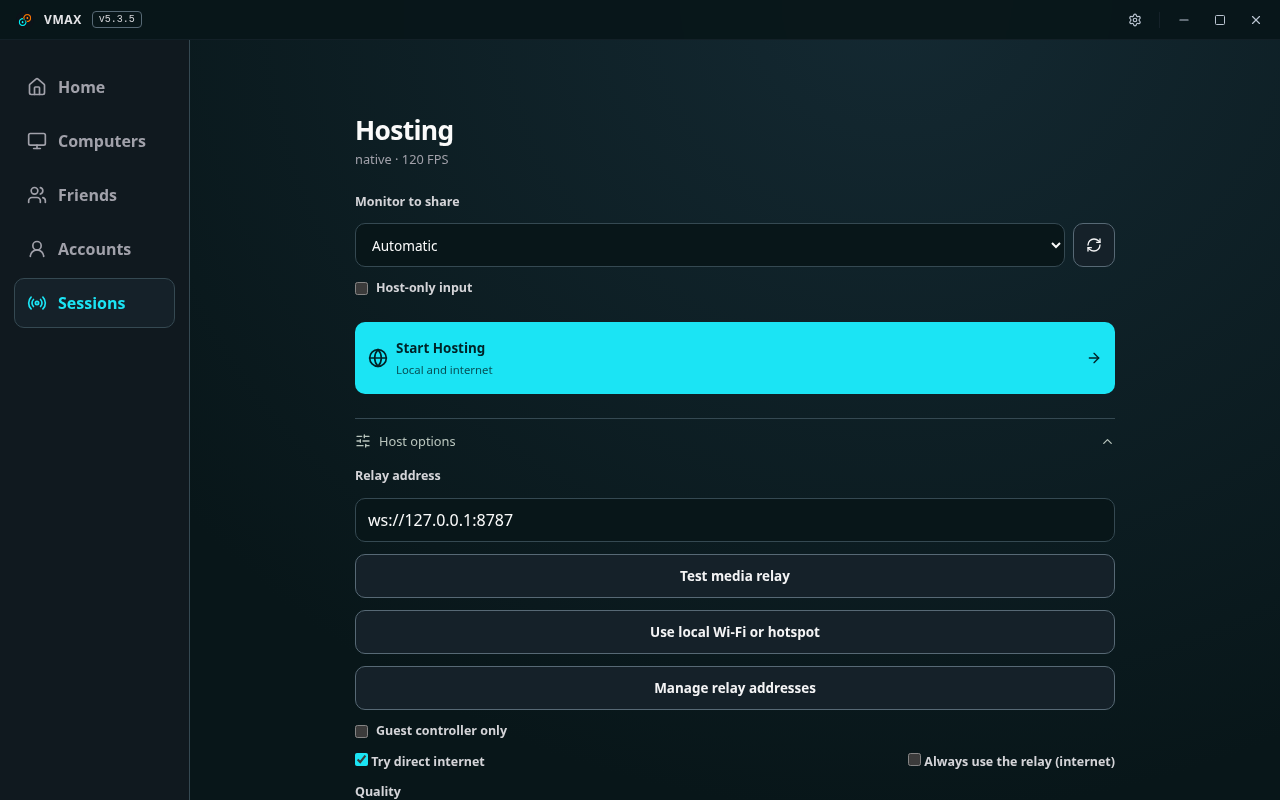 VMAX v5.3.5
Home
Computers
Friends
Accounts
Sessions
Hosting
native · 120 FPS
Monitor to share
Automatic
Host-only input
Start Hosting
Local and internet
Host options
Relay address
ws://127.0.0.1:8787
Test media relay
Use local Wi-Fi or hotspot
Manage relay addresses
Guest controller only
Try direct internet Always use the relay (internet)
Quality